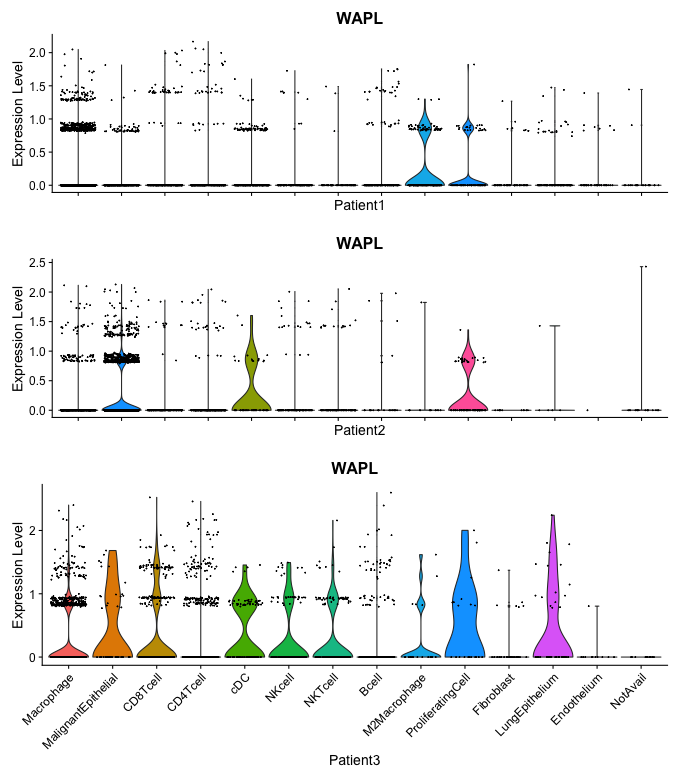 WAPL
Expression Level
2.0
1.5
1.0
0.5
0.0
Patient1
WAPL
Expression Level
2.5
2.0
1.5
1.0
0.5
0.0
Patient2
WAPL
Expression Level
2
1
0
Macrophage
MalignantEpithelial
CD8Tcell
CD4Tcell
cDC
NKcell
NKTcell
Bcell
M2Macrophage
ProliferatingCell
Fibroblast
LungEpithelium
Endothelium
NotAvail
Patient3